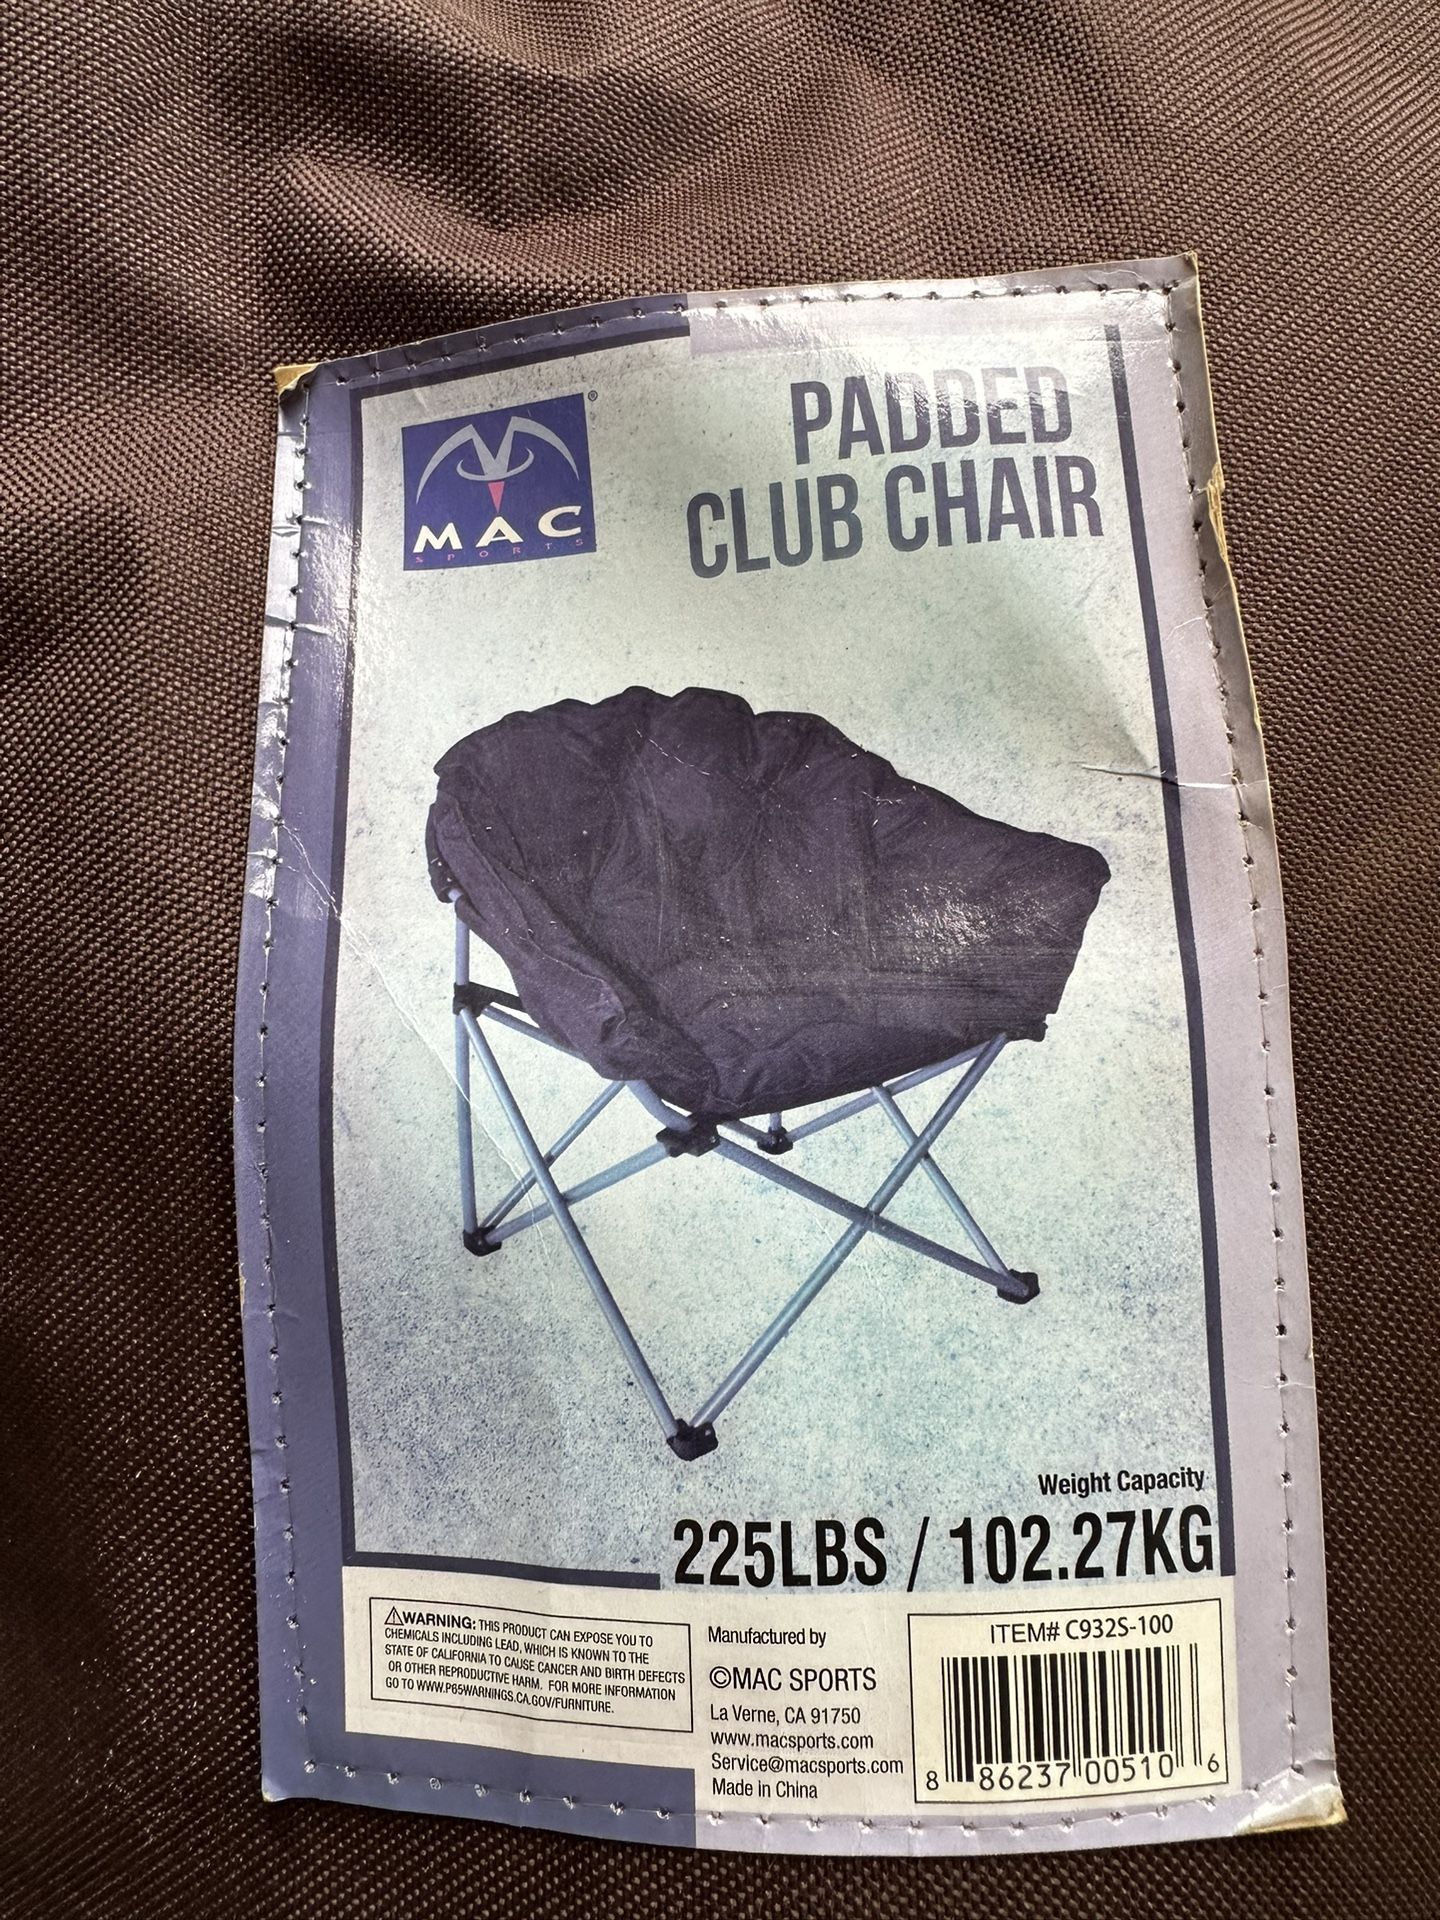 MAC®
SPORTS
PADDED
CLUB CHAIR
Weight Capacity
225LBS / 102.27KG
⚠WARNING: THIS PRODUCT CAN EXPOSE YOU TO
CHEMICALS INCLUDING LEAD, WHICH IS KNOWN TO THE
STATE OF CALIFORNIA TO CAUSE CANCER AND BIRTH DEFECTS
OR OTHER REPRODUCTIVE HARM. FOR MORE INFORMATION
GO TO WWW.P65WARNINGS.CA.GOV/FURNITURE.
Manufactured by
©MAC SPORTS
La Verne, CA 91750
www.macsports.com
Service@macsports.com
Made in China
ITEM# C932S-100
8 86237 00510 6